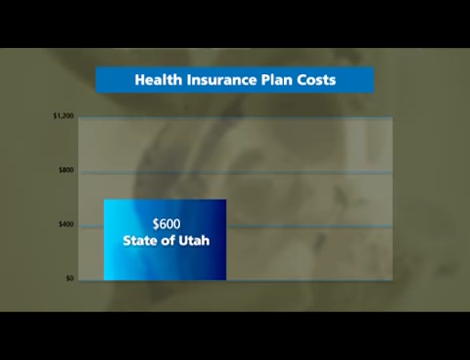 Health Insurance Plan Costs
$1,200
$800
$400
$0
$600
State of Utah